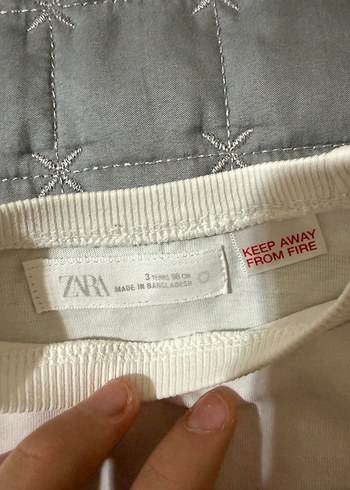 ZARA
3 YEARS 98 CM
MADE IN BANGLADESH
KEEP AWAY
FROM FIRE